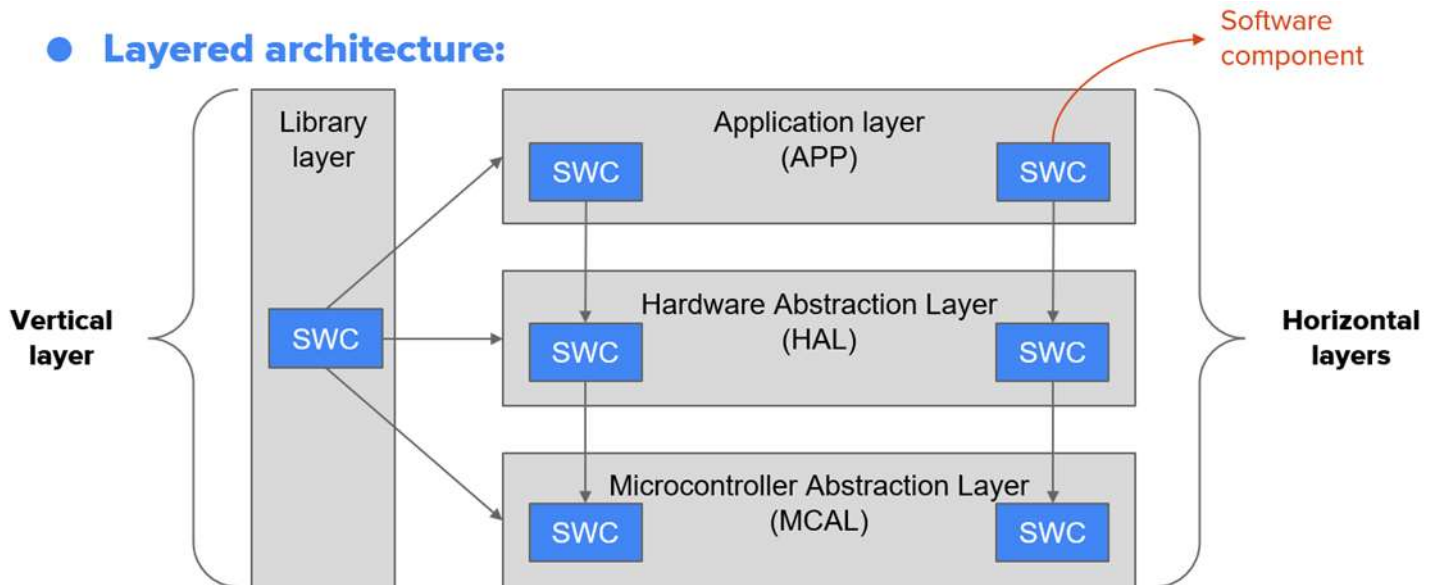 Layered architecture:
Software
component
Library
layer
SWC
Application layer
(APP)
SWC
SWC
Hardware Abstraction Layer
(HAL)
SWC
SWC
Microcontroller Abstraction Layer
(MCAL)
SWC
SWC
Vertical
layer
Horizontal
layers